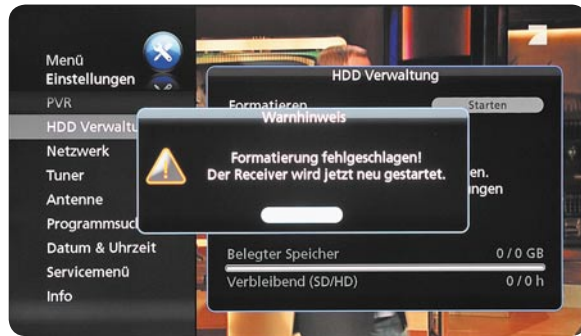 Menü
Einstellungen
PVR
HDD Verwaltu
Netzwerk
Tuner
Antenne
Programmsuc
Datum & Uhrzeit
Servicemenü
Info
HDD Verwaltung
Formatieren
Starten
Warnhinweis
Formatierung fehlgeschlagen!
Der Receiver wird jetzt neu gestartet.
en.
ngen
Belegter Speicher
0 / 0 GB
Verbleibend (SD/HD)
0 / 0 h